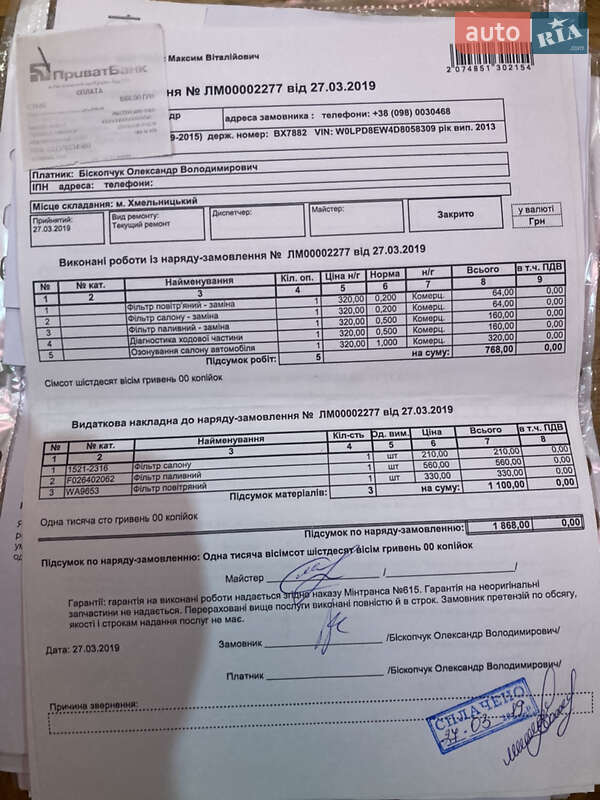 auto RIA.com
ПриватБанк
ОПЛАТА
: Максим Віталійович
2 074851 302154
ня № ЛМ00002277 від 27.03.2019
др
адреса замовника : телефони: +38 (098) 0030468
9-2015) держ. номер: BX7882 VIN: W0LPD8EW4D8058309 рік вип. 2013
Платник: Біскопчук Олександр Володимирович
ІПН адреса: телефони:
Місце складання: м. Хмельницький
Прийнятий: 27.03.2019
Вид ремонту: Текущий ремонт
Диспетчер:
Майстер:
Закрито
у валюті
Грн
Виконані роботи із наряду-замовлення № ЛМ00002277 від 27.03.2019
№ № кат. Найменування Кіл. оп. Ціна н/г Норма н/г Всього в т.ч. ПДВ
1 2 3 4 5 6 7 8 9
1 Фільтр повітр'яний - заміна 1 320,00 0,200 Комерц. 64,00 0,00
2 Фільтр салону - заміна 1 320,00 0,200 Комерц. 64,00 0,00
3 Фільтр паливний - заміна 1 320,00 0,500 Комерц. 160,00 0,00
4 Діагностика ходової частини 1 320,00 0,500 Комерц. 160,00 0,00
5 Озонування салону автомобіля 1 320,00 1,000 Комерц. 320,00 0,00
Підсумок робіт: 5 на суму: 768,00 0,00
Сімсот шістдесят вісім гривень 00 копійок
Видаткова накладна до наряду-замовлення № ЛМ00002277 від 27.03.2019
№ № кат. Найменування Кіл-сть Од. вим. Ціна Всього в т.ч. ПДВ
1 2 3 4 5 6 7 8
1 1521-2316 Фільтр салону 1 шт 210,00 210,00 0,00
2 F026402062 Фільтр паливний 1 шт 560,00 560,00 0,00
3 WA9653 Фільтр повітряний 1 шт 330,00 330,00 0,00
Підсумок матеріалів: 3 на суму: 1 100,00 0,00
Одна тисяча сто гривень 00 копійок
Підсумок по наряду-замовленню: 1 868,00 0,00
Підсумок по наряду-замовленню: Одна тисяча вісімсот шістдесят вісім гривень 00 копійок
Майстер / /
Гарантії: гарантія на виконані роботи надається згідна наказу Мінтранса №615. Гарантія на неоригінальні
запчастини не надається. Перераховані вище послуги виконані повністю й в строк. Замовник претензій по обсягу,
якості і строкам надання послуг не має.
Дата: 27.03.2019
Замовник /Біскопчук Олександр Володимирович/
Платник /Біскопчук Олександр Володимирович/
Причина звернення:
СПЛАЧЕНО
27. 03. 19